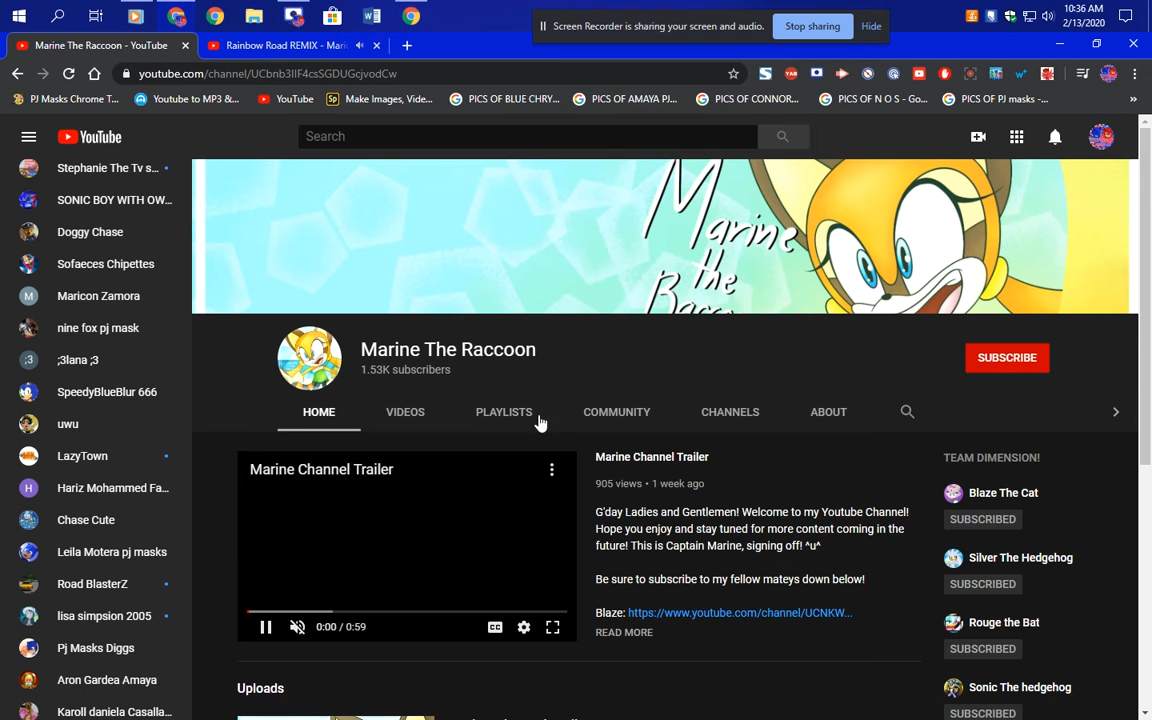 10:36 AM
2/13/2020
Screen Recorder is sharing your screen and audio. Stop sharing Hide
Marine The Raccoon - YouTube
Rainbow Road REMIX - Mari
youtube.com/channel/UCbnb3IIF4csSGDUGcjvodCw
PJ Masks Chrome T...
Youtube to MP3 &...
YouTube
Make Images, Vide...
PICS OF BLUE CHRY...
PICS OF AMAYA PJ...
PICS OF CONNOR...
PICS OF N O S - Go...
PICS OF PJ masks -...
YouTube
Search
Stephanie The Tv s...
SONIC BOY WITH OW...
Doggy Chase
Sofaeces Chipettes
M Maricon Zamora
nine fox pj mask
;3 ;3lana ;3
SpeedyBlueBlur 666
uwu
LazyTown
H Hariz Mohammed Fa...
Chase Cute
Leila Motera pj masks
Road BlasterZ
lisa simpsion 2005
Pj Masks Diggs
Aron Gardea Amaya
Karoll daniela Casalla...
Marine
the
Raccoon
Marine The Raccoon
1.53K subscribers
SUBSCRIBE
HOME VIDEOS PLAYLISTS COMMUNITY CHANNELS ABOUT
Marine Channel Trailer
0:00 / 0:59
Marine Channel Trailer
905 views • 1 week ago
G'day Ladies and Gentlemen! Welcome to my Youtube Channel!
Hope you enjoy and stay tuned for more content coming in the
future! This is Captain Marine, signing off! ^u^
Be sure to subscribe to my fellow mateys down below!
Blaze: https://www.youtube.com/channel/UCNKW...
READ MORE
TEAM DIMENSION!
Blaze The Cat
SUBSCRIBED
Silver The Hedgehog
SUBSCRIBED
Rouge the Bat
SUBSCRIBED
Sonic The hedgehog
SUBSCRIBED
Uploads